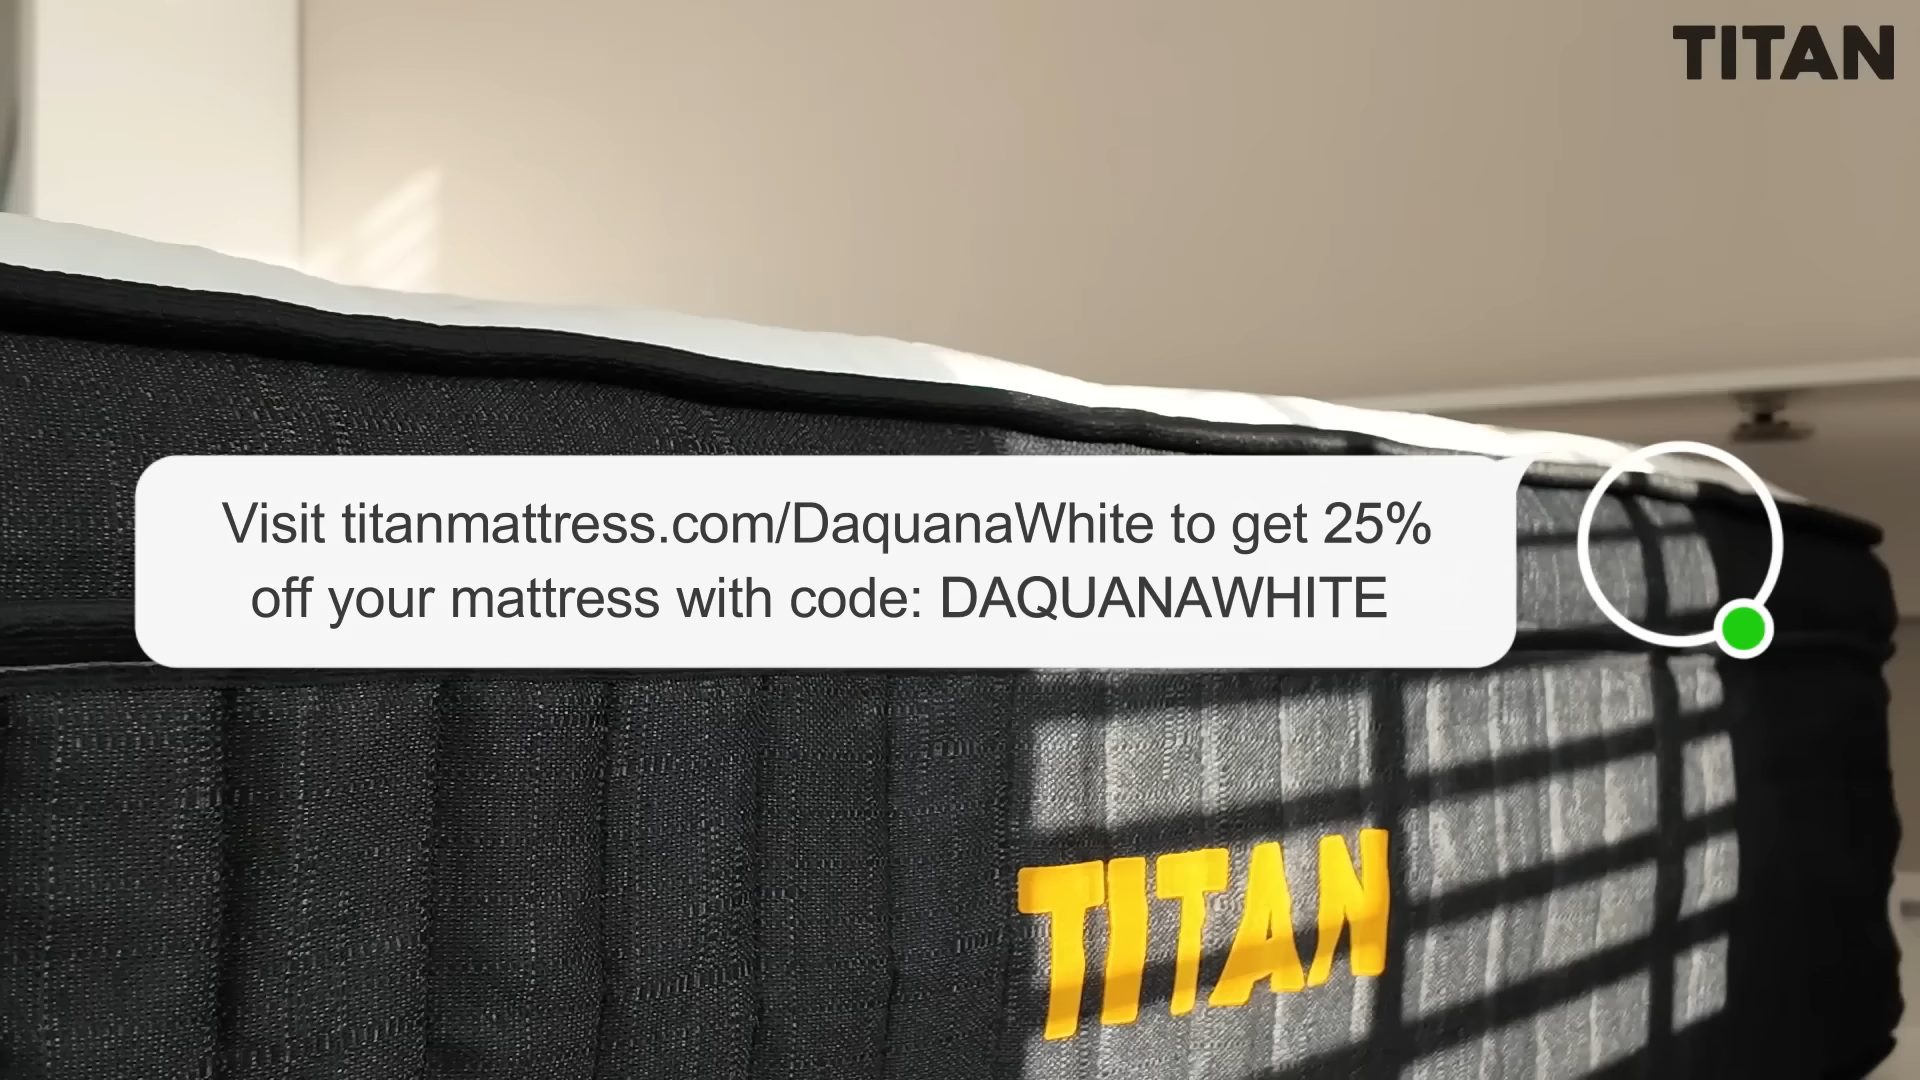 TITAN
Visit titanmattress.com/DaquanaWhite to get 25%
off your mattress with code: DAQUANAWHITE
TITAN